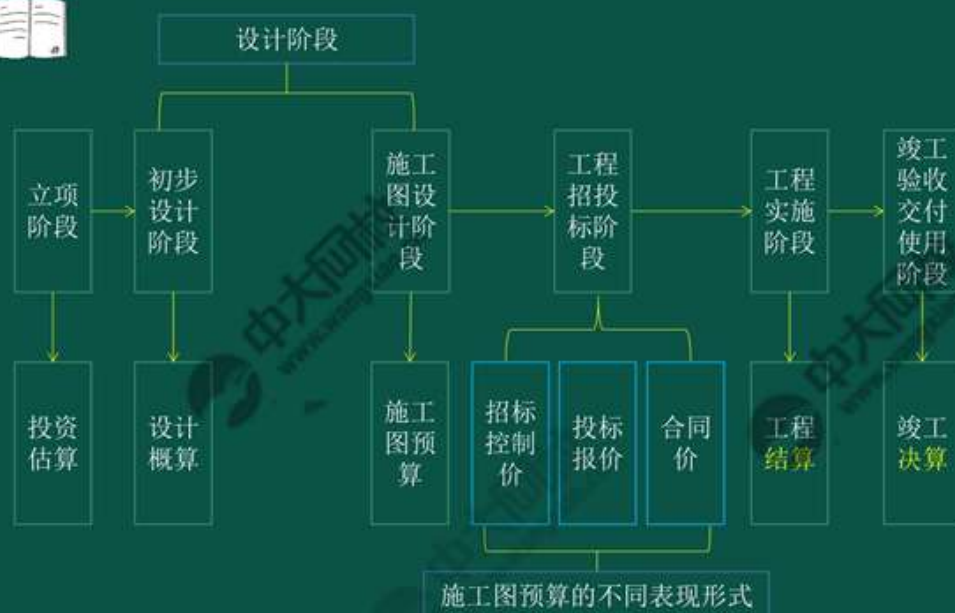 设计阶段
立项
阶段
初步
设计
阶段
施工
图设
计阶
段
工程
招投
标阶
段
工程
实施
阶段
竣工
验收
交付
使用
阶段
投资
估算
设计
概算
施工
图预
算
招标
控制
价
投标
报价
合同
价
工程
结算
竣工
决算
施工图预算的不同表现形式
中大网校